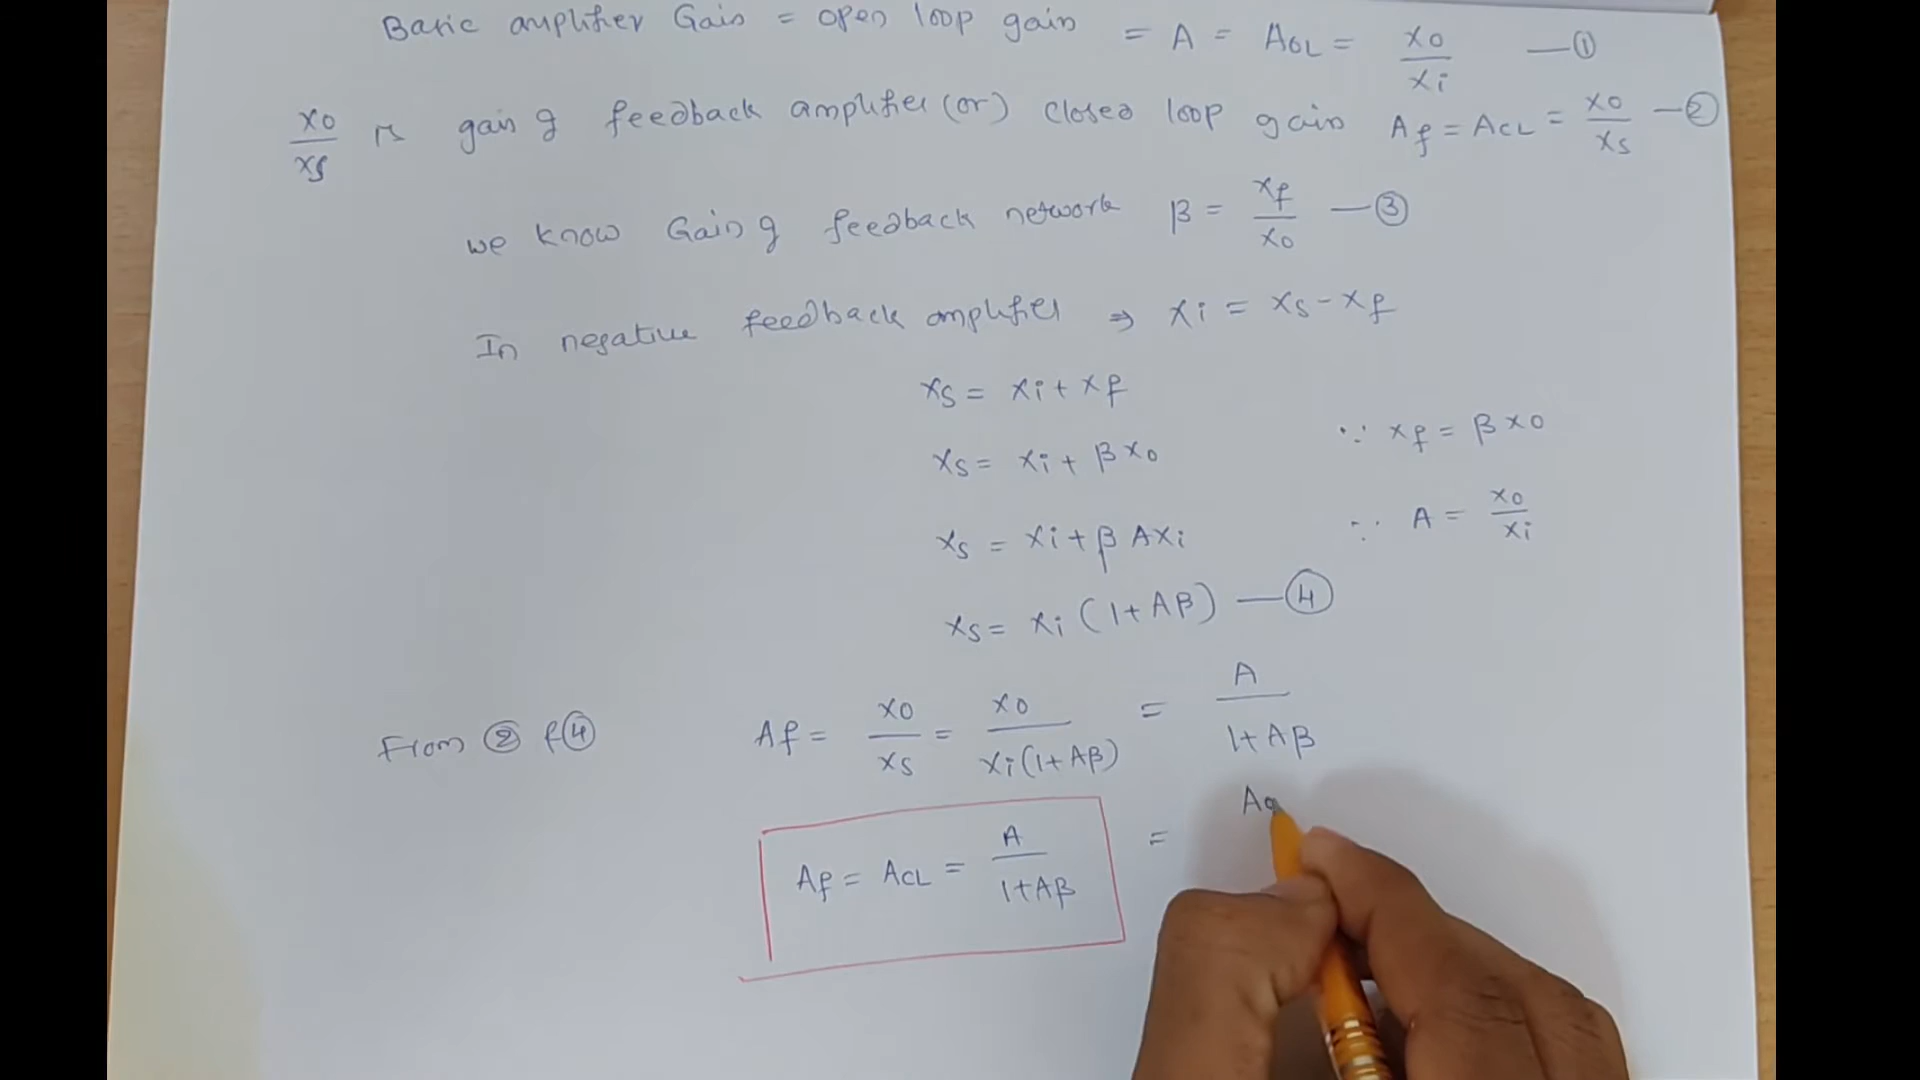 Basic amplifier Gain = open loop gain = A = AOL = xo/xi —①
xo/xs is gain of feedback amplifier (or) closed loop gain Af = ACL = xo/xs —②
we know Gain of feedback network β = xf/xo —③
In negative feedback amplifier ⇒ xi = xs - xf
xs = xi + xf
xs = xi + βxo ∵ xf = βxo
xs = xi + βAxi ∵ A = xo/xi
xs = xi (1+Aβ) —④
From ② & ④ Af = xo/xs = xo/xi(1+Aβ) = A/1+Aβ
Af = ACL = A/1+Aβ = Ao